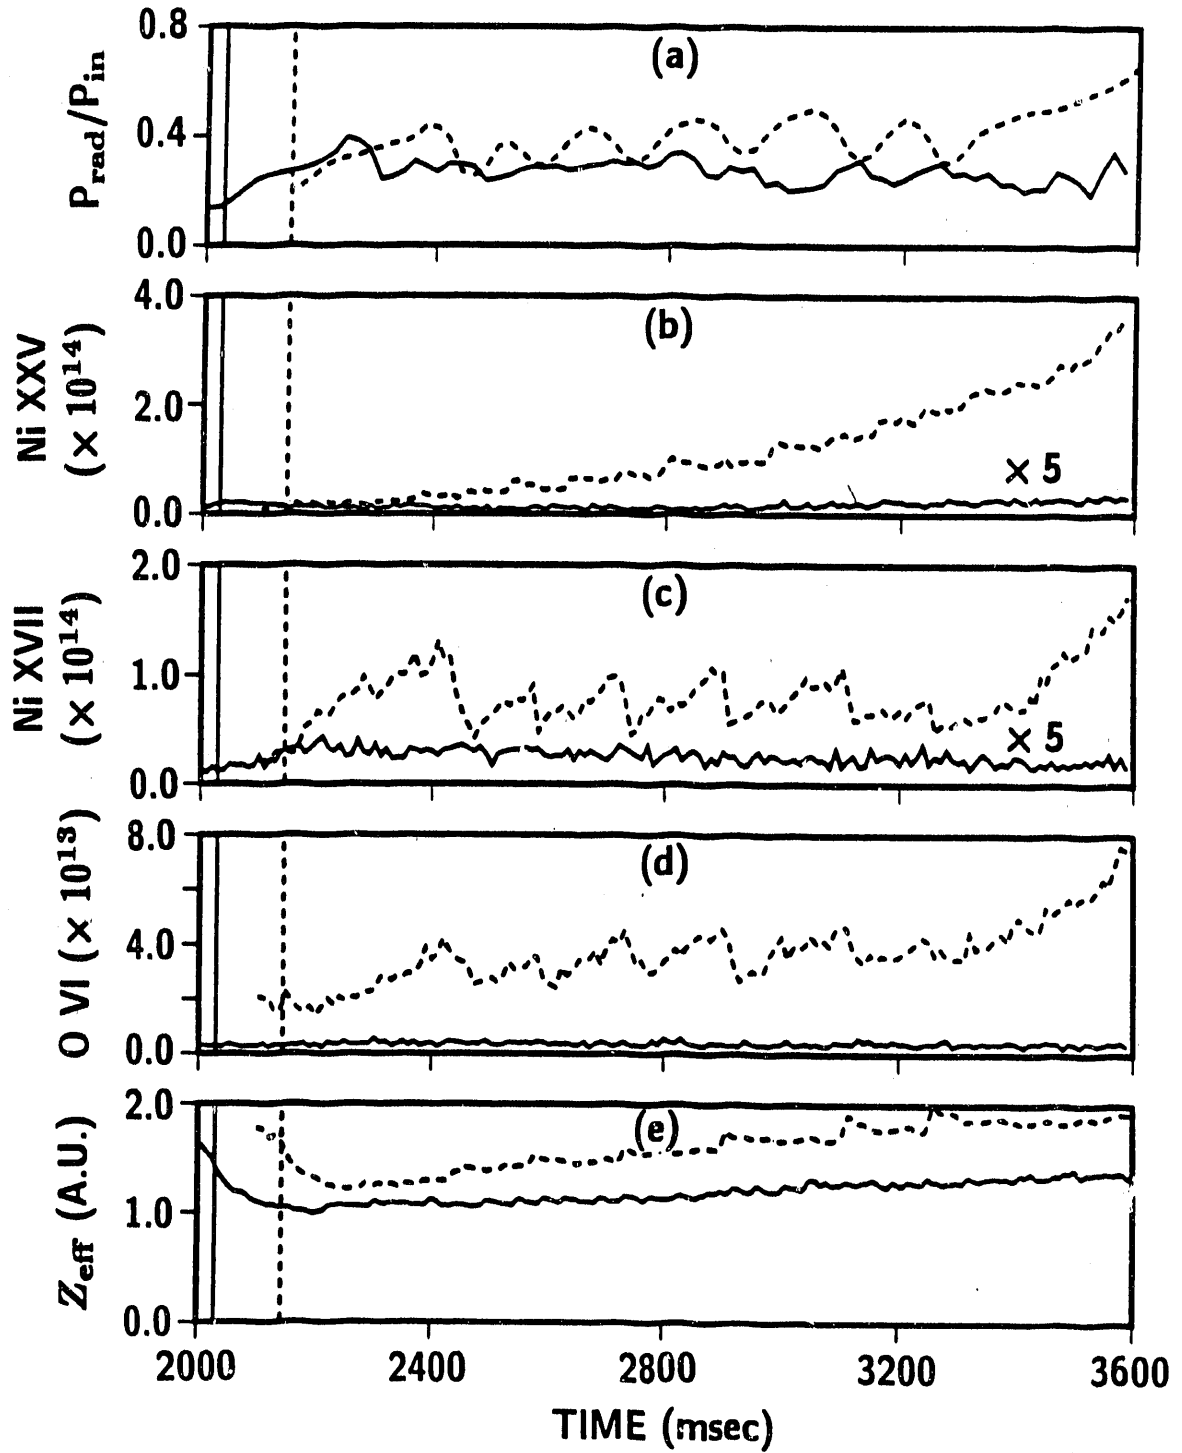 0.8
(a)
P_rad/P_in
0.4
0.0
4.0
(b)
Ni XXV
(× 10^14)
2.0
× 5
0.0
2.0
(c)
Ni XVII
(× 10^14)
1.0
× 5
0.0
8.0
(d)
O VI (× 10^13)
4.0
0.0
2.0
(e)
Z_eff (A.U.)
1.0
0.0
2000 2400 2800 3200 3600
TIME (msec)